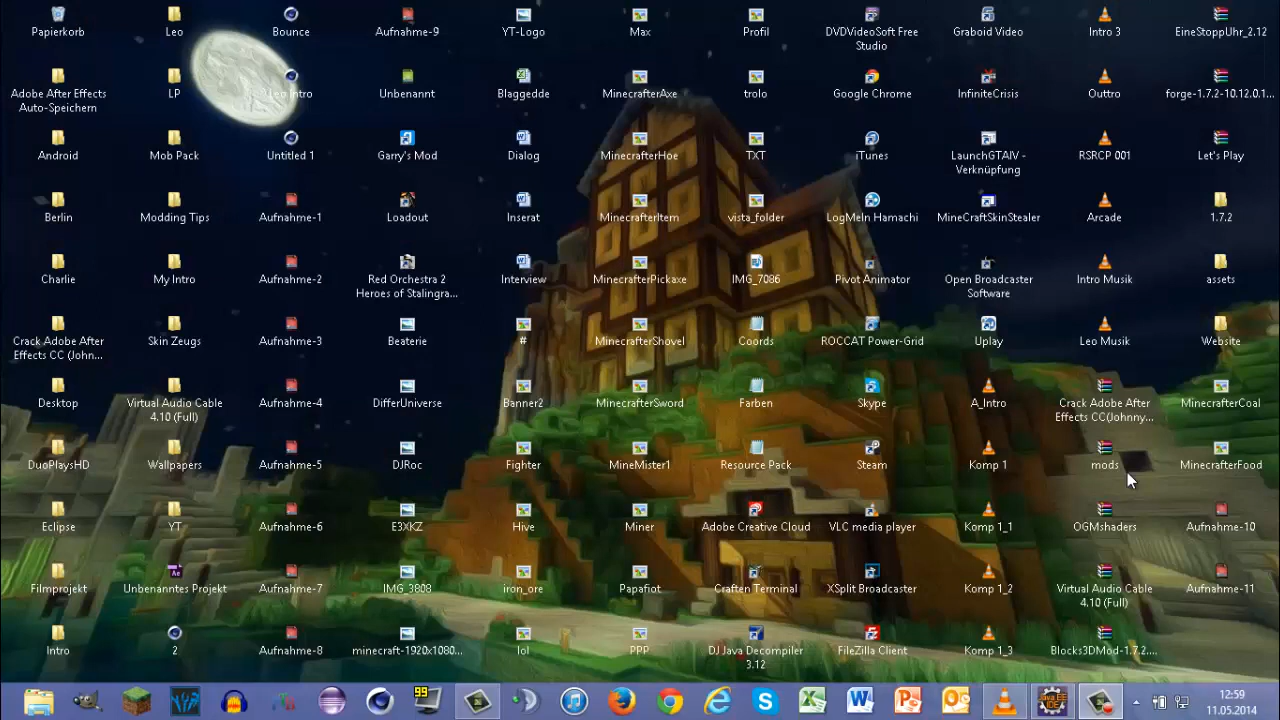 Papierkorb
Leo
Bounce
Aufnahme-9
YT-Logo
Max
Profil
DVDVideoSoft Free
Studio
Graboid Video
Intro 3
EineStoppUhr_2.12
Adobe After Effects
Auto-Speichern
LP
Leo Intro
Unbenannt
Blaggedde
MinecrafterAxe
trolo
Google Chrome
InfiniteCrisis
Outtro
forge-1.7.2-10.12.0.1...
Android
Mob Pack
Untitled 1
Garry's Mod
Dialog
MinecrafterHoe
TXT
iTunes
LaunchGTAIV -
Verknüpfung
RSRCP 001
Let's Play
Berlin
Modding Tips
Aufnahme-1
Loadout
Inserat
MinecrafterItem
vista_folder
LogMeIn Hamachi
MineCraftSkinStealer
Arcade
1.7.2
Charlie
My Intro
Aufnahme-2
Red Orchestra 2
Heroes of Stalingra...
Interview
MinecrafterPickaxe
IMG_7086
Pivot Animator
Open Broadcaster
Software
Intro Musik
assets
Crack Adobe After
Effects CC (John...
Skin Zeugs
Aufnahme-3
Beaterie
#
MinecrafterShovel
Coords
ROCCAT Power-Grid
Uplay
Leo Musik
Website
Desktop
Virtual Audio Cable
4.10 (Full)
Aufnahme-4
DifferUniverse
Banner2
MinecrafterSword
Farben
Skype
A_Intro
Crack Adobe After
Effects CC(Johnny...
MinecrafterCoal
DuoPlaysHD
Wallpapers
Aufnahme-5
DJRoc
Fighter
MineMister1
Resource Pack
Steam
Komp 1
mods
MinecrafterFood
Eclipse
YT
Aufnahme-6
E3XKZ
Hive
Miner
Adobe Creative Cloud
VLC media player
Komp 1_1
OGMshaders
Aufnahme-10
Filmprojekt
Unbenanntes Projekt
Aufnahme-7
IMG_3808
iron_ore
Papafiot
Craften Terminal
XSplit Broadcaster
Komp 1_2
Virtual Audio Cable
4.10 (Full)
Aufnahme-11
Intro
2
Aufnahme-8
minecraft-1920x1080...
lol
PPP
DJ Java Decompiler
3.12
FileZilla Client
Komp 1_3
Blocks3DMod-1.7.2....
99
12:59
11.05.2014